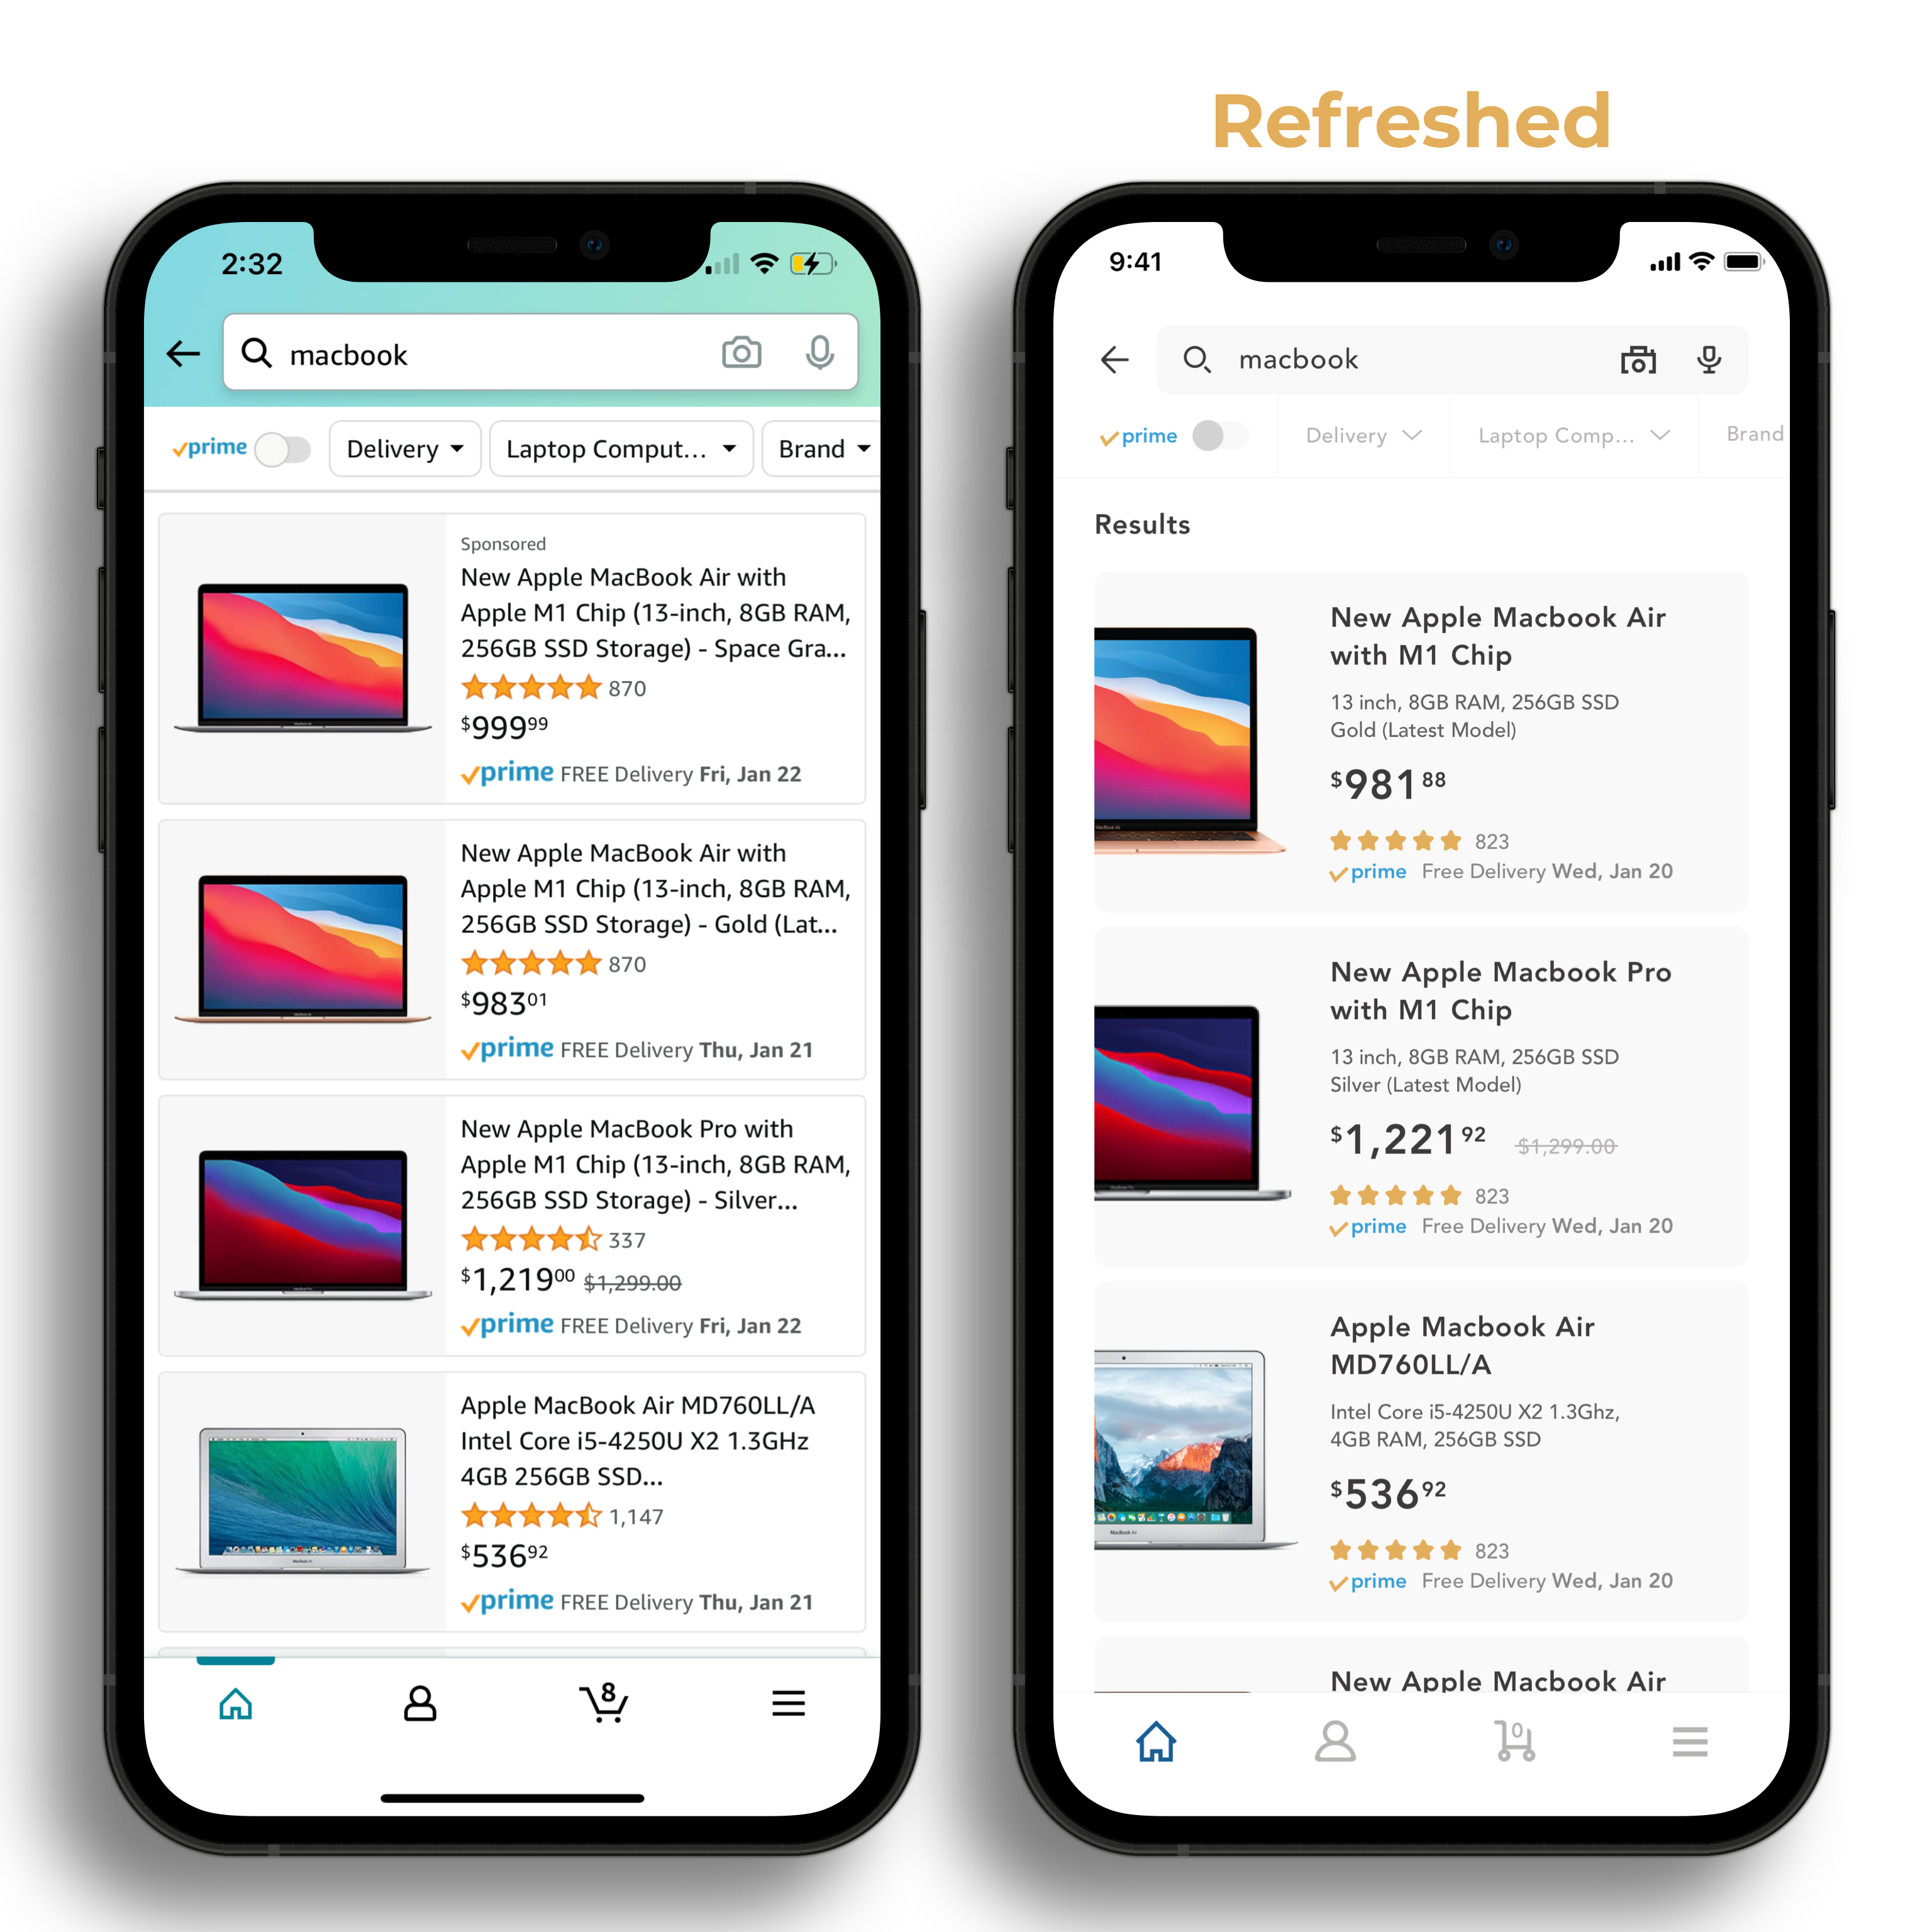 Refreshed
2:32
macbook
prime
Delivery
Laptop Comput...
Brand
Sponsored
New Apple MacBook Air with
Apple M1 Chip (13-inch, 8GB RAM,
256GB SSD Storage) - Space Gra...
870
$999 99
prime FREE Delivery Fri, Jan 22
New Apple MacBook Air with
Apple M1 Chip (13-inch, 8GB RAM,
256GB SSD Storage) - Gold (Lat...
870
$983 01
prime FREE Delivery Thu, Jan 21
New Apple MacBook Pro with
Apple M1 Chip (13-inch, 8GB RAM,
256GB SSD Storage) - Silver...
337
$1,219 00 $1,299.00
prime FREE Delivery Fri, Jan 22
Apple MacBook Air MD760LL/A
Intel Core i5-4250U X2 1.3GHz
4GB 256GB SSD...
1,147
$536 92
prime FREE Delivery Thu, Jan 21
8
9:41
macbook
prime
Delivery
Laptop Comp...
Brand
Results
New Apple Macbook Air
with M1 Chip
13 inch, 8GB RAM, 256GB SSD
Gold (Latest Model)
$981 88
823
prime Free Delivery Wed, Jan 20
New Apple Macbook Pro
with M1 Chip
13 inch, 8GB RAM, 256GB SSD
Silver (Latest Model)
$1,221 92 $1,299.00
823
prime Free Delivery Wed, Jan 20
Apple Macbook Air
MD760LL/A
Intel Core i5-4250U X2 1.3Ghz,
4GB RAM, 256GB SSD
$536 92
823
prime Free Delivery Wed, Jan 20
New Apple Macbook Air
0